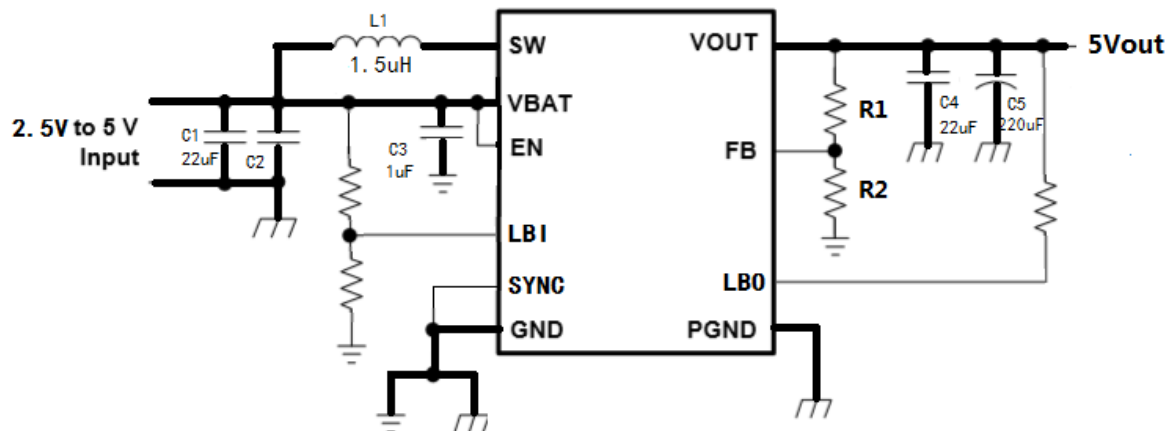 L1
1.5uH
SW
VOUT
5Vout
VBAT
2.5V to 5 V
Input
C1
22uF
C2
C3
1uF
EN
R1
C4
22uF
C5
220uF
FB
R2
LBI
SYNC
LBO
GND
PGND